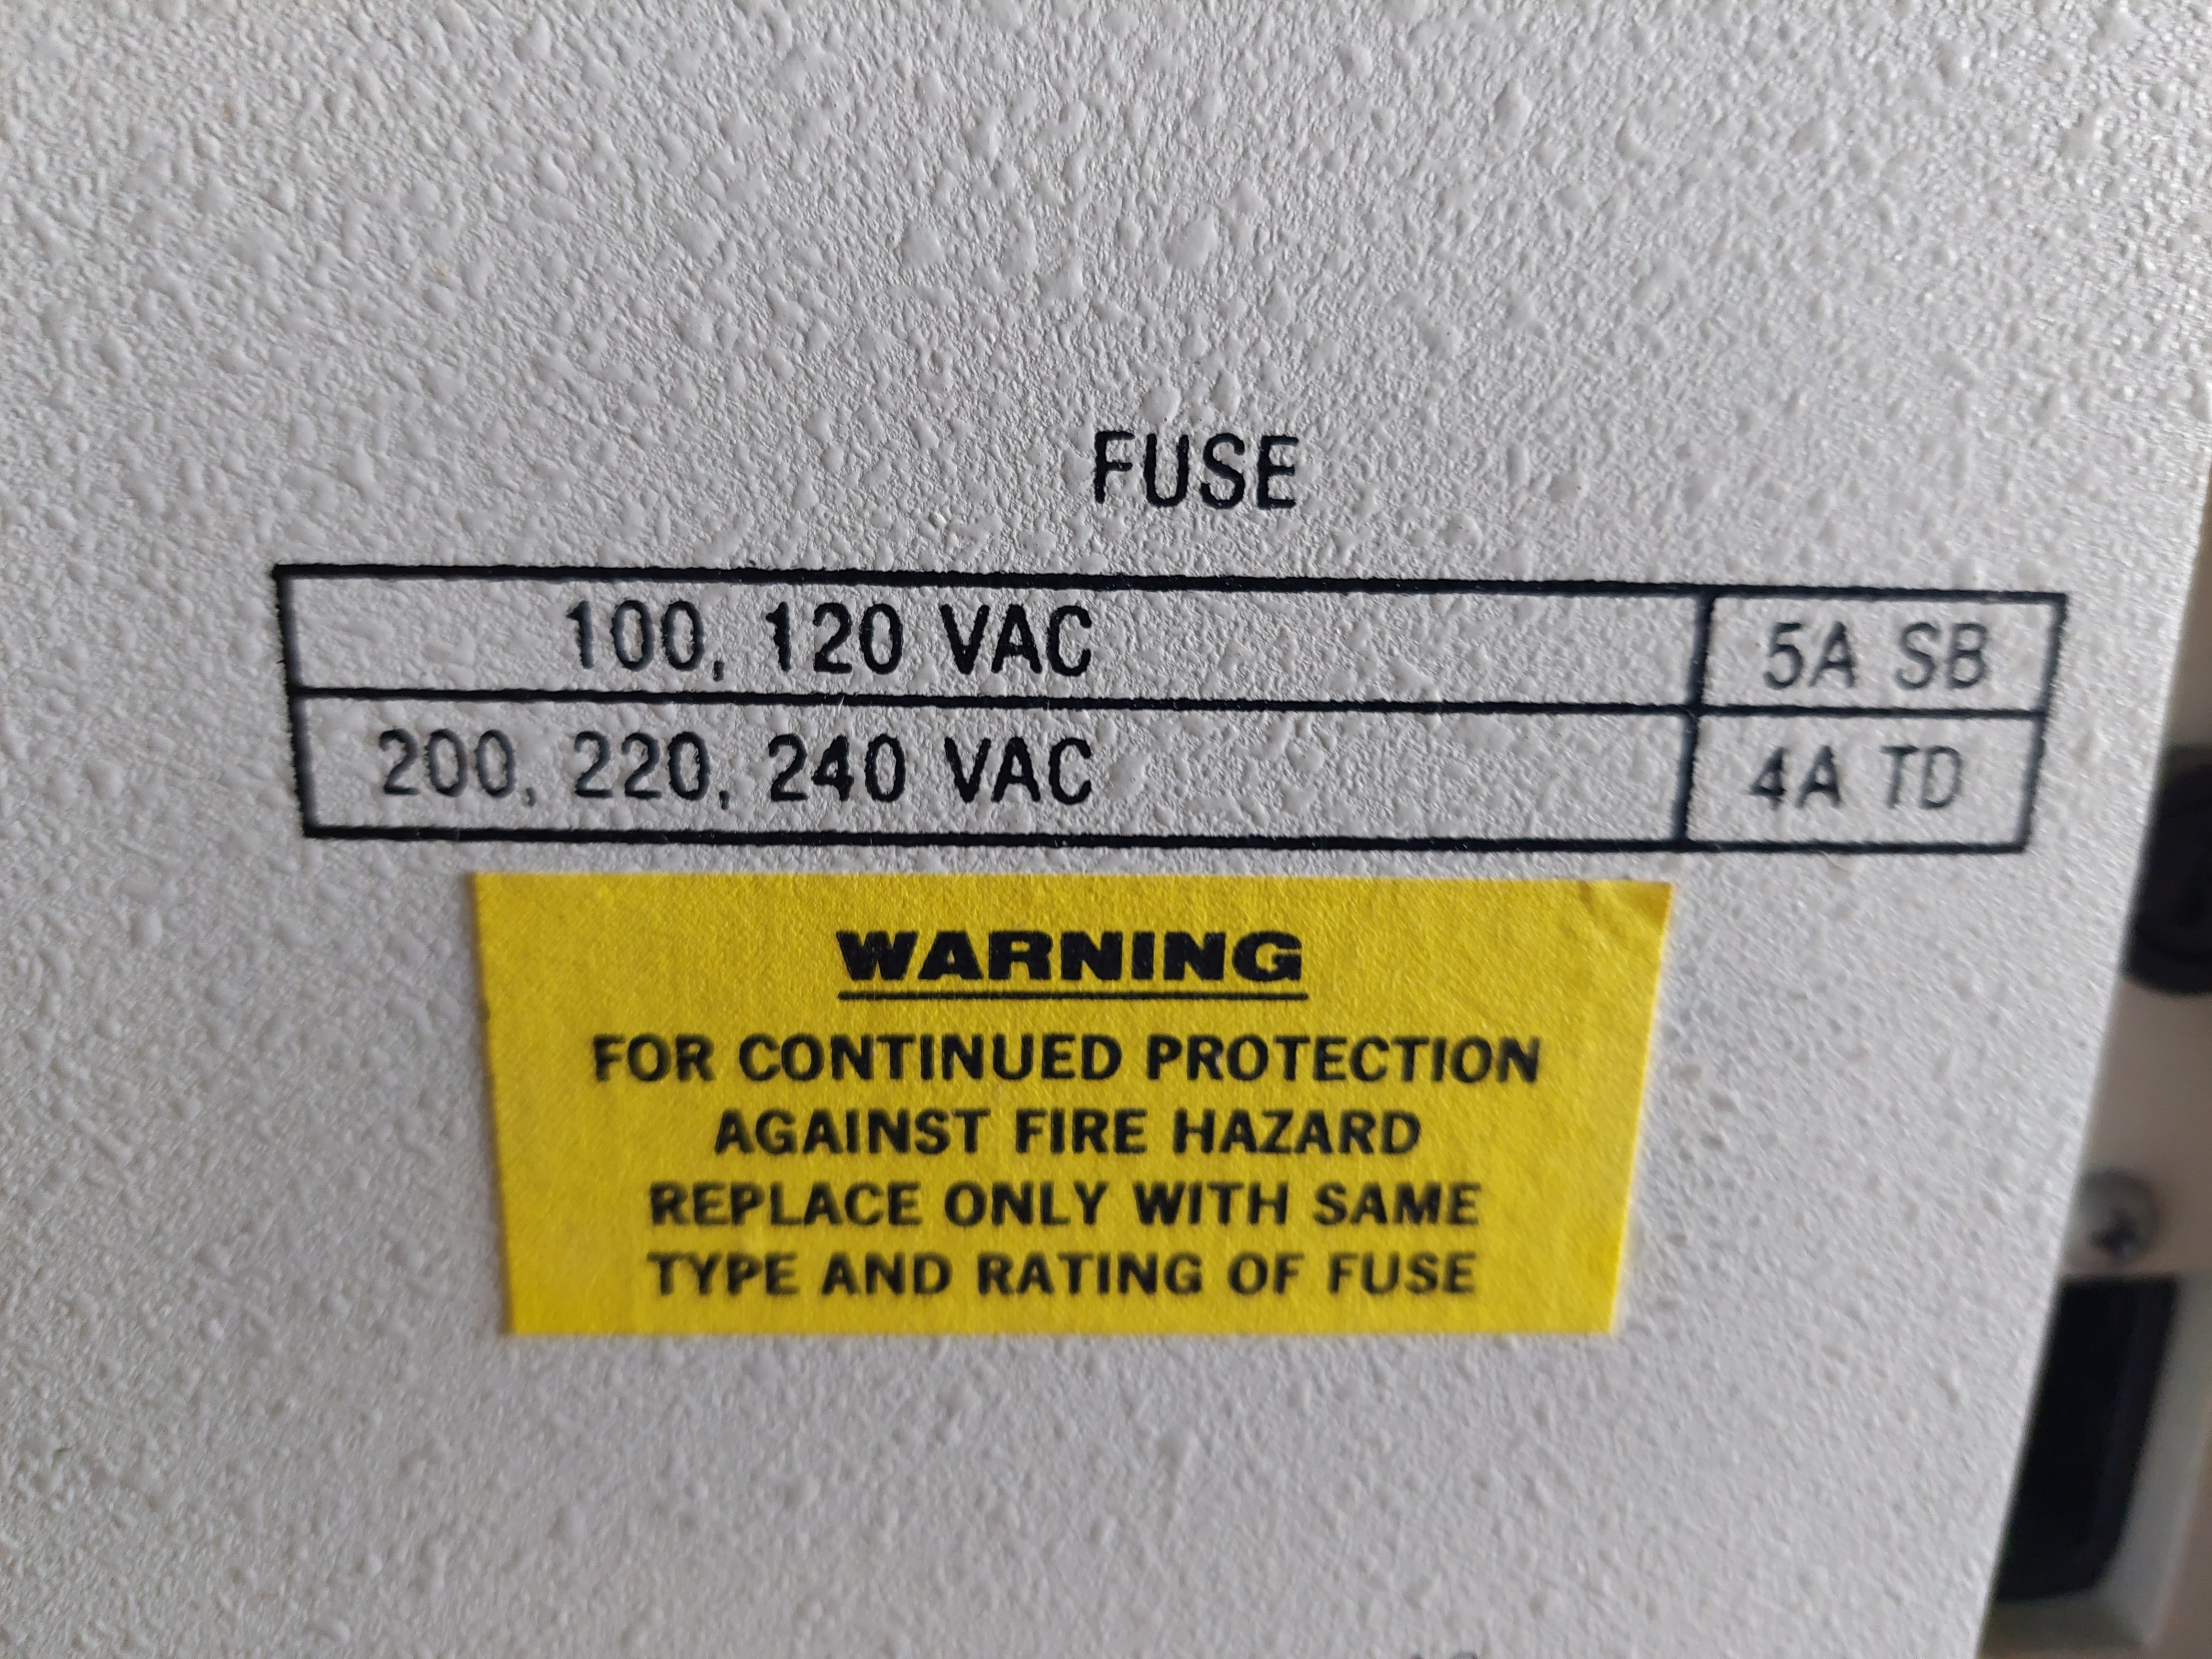 FUSE
100, 120 VAC 5A SB
200, 220, 240 VAC 4A TD
WARNING
FOR CONTINUED PROTECTION
AGAINST FIRE HAZARD
REPLACE ONLY WITH SAME
TYPE AND RATING OF FUSE